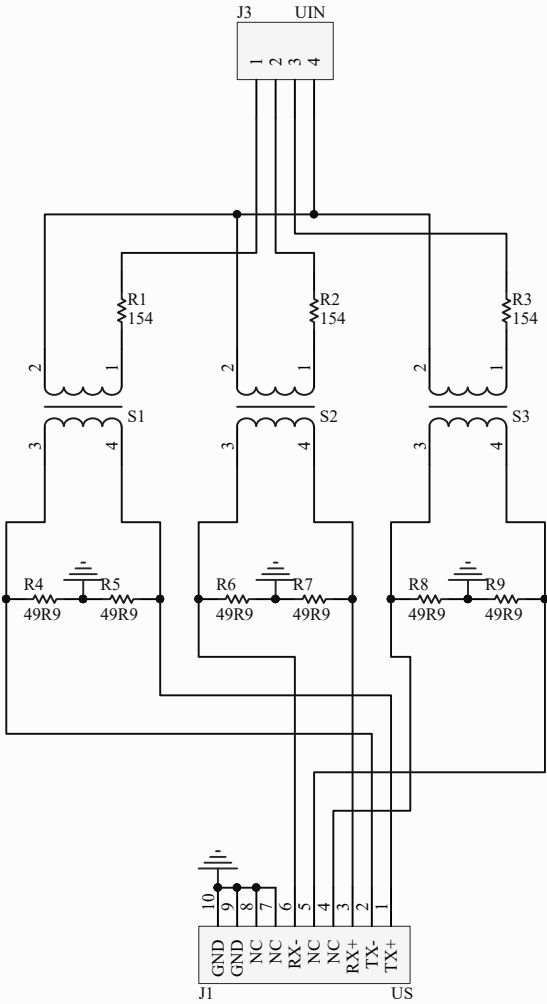 J3 UIN
1 2 3 4
R1 R2 R3
154 154 154
2 1 2 1 2 1
S1 S2 S3
3 4 3 4 3 4
R4 R5 R6 R7 R8 R9
49R9 49R9 49R9 49R9 49R9 49R9
10 9 8 7 6 5 4 3 2 1
GND GND NC NC RX- NC NC RX+ TX- TX+
J1 US